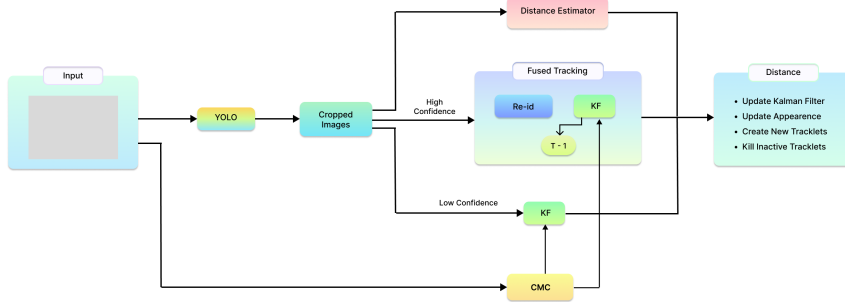 Distance Estimator
Input
Fused Tracking
Distance
YOLO
Cropped
Images
High
Confidence
Re-id
KF
T - 1
• Update Kalman Filter
• Update Appearence
• Create New Tracklets
• Kill Inactive Tracklets
Low Confidence
KF
CMC